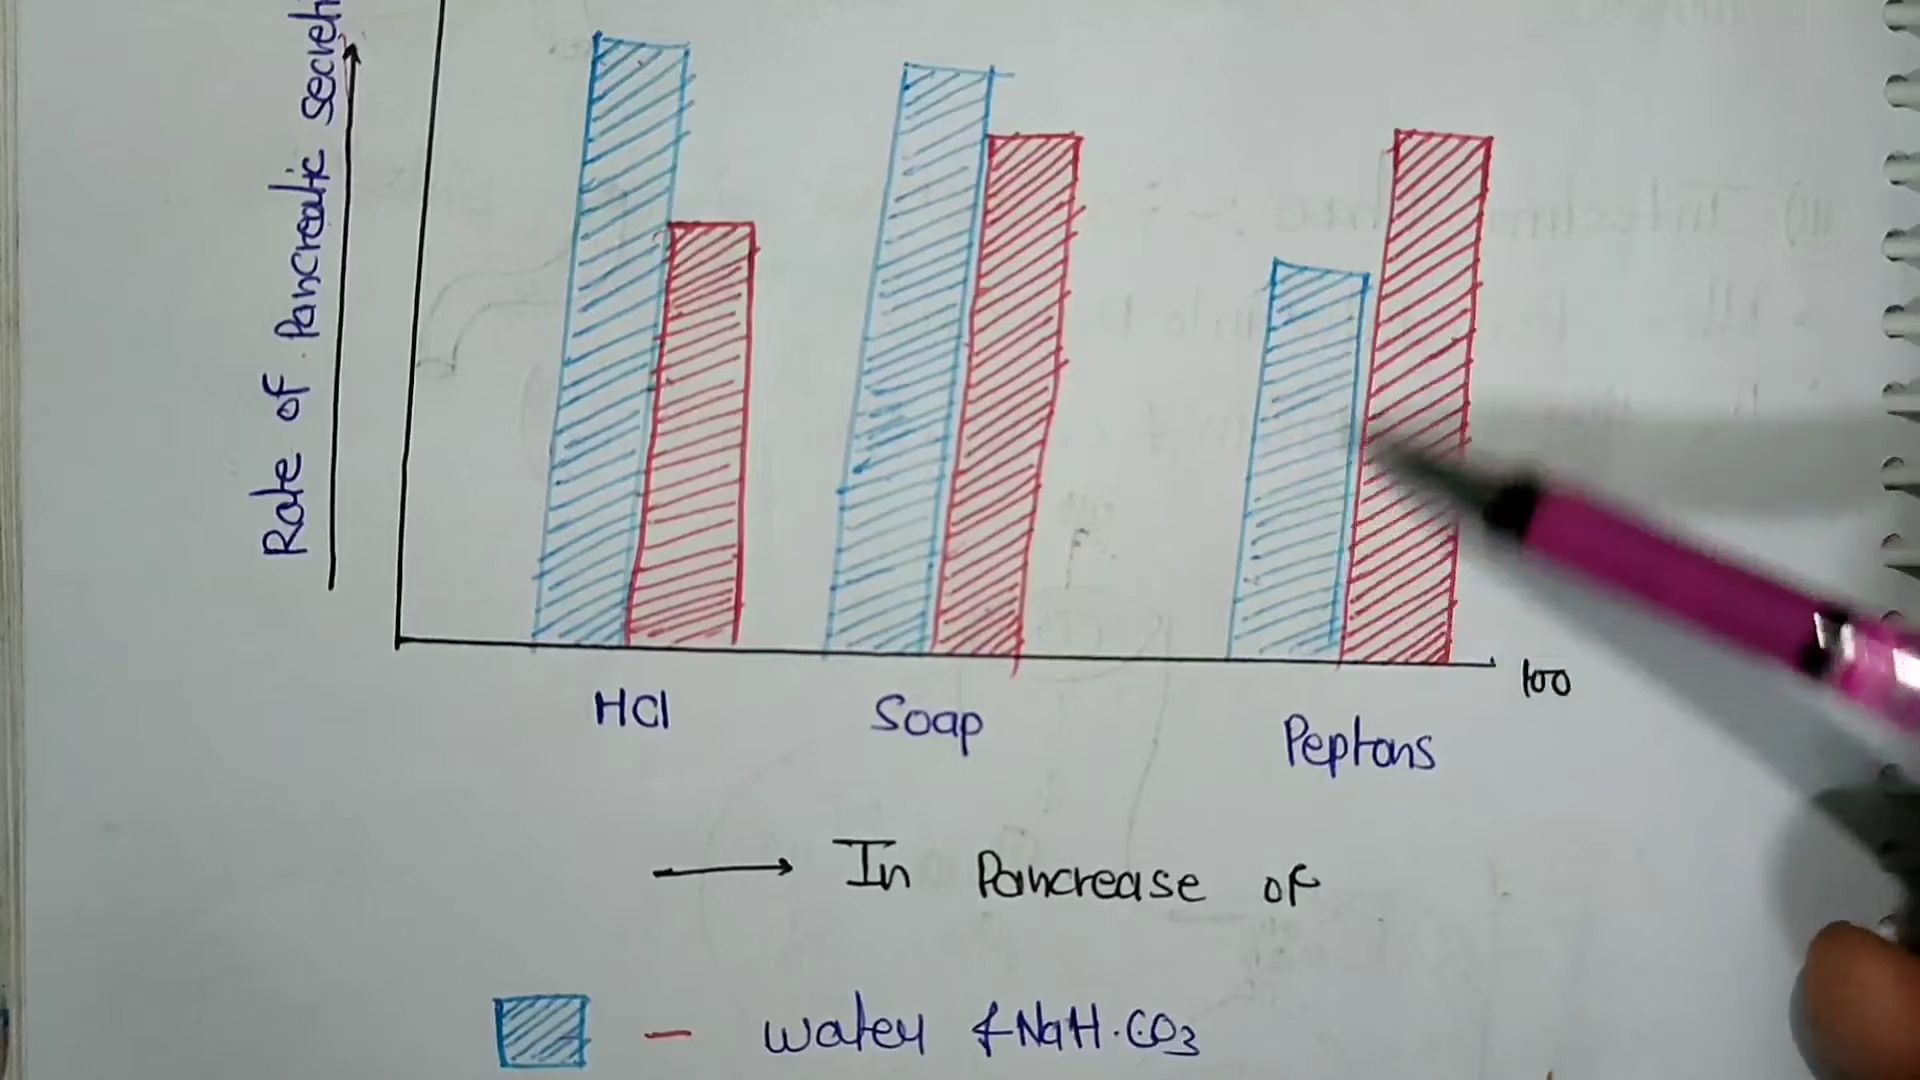 Rate of Pancreatic secreti
HCl
Soap
Peptons
100
In Pancrease of
water & NaH.CO3